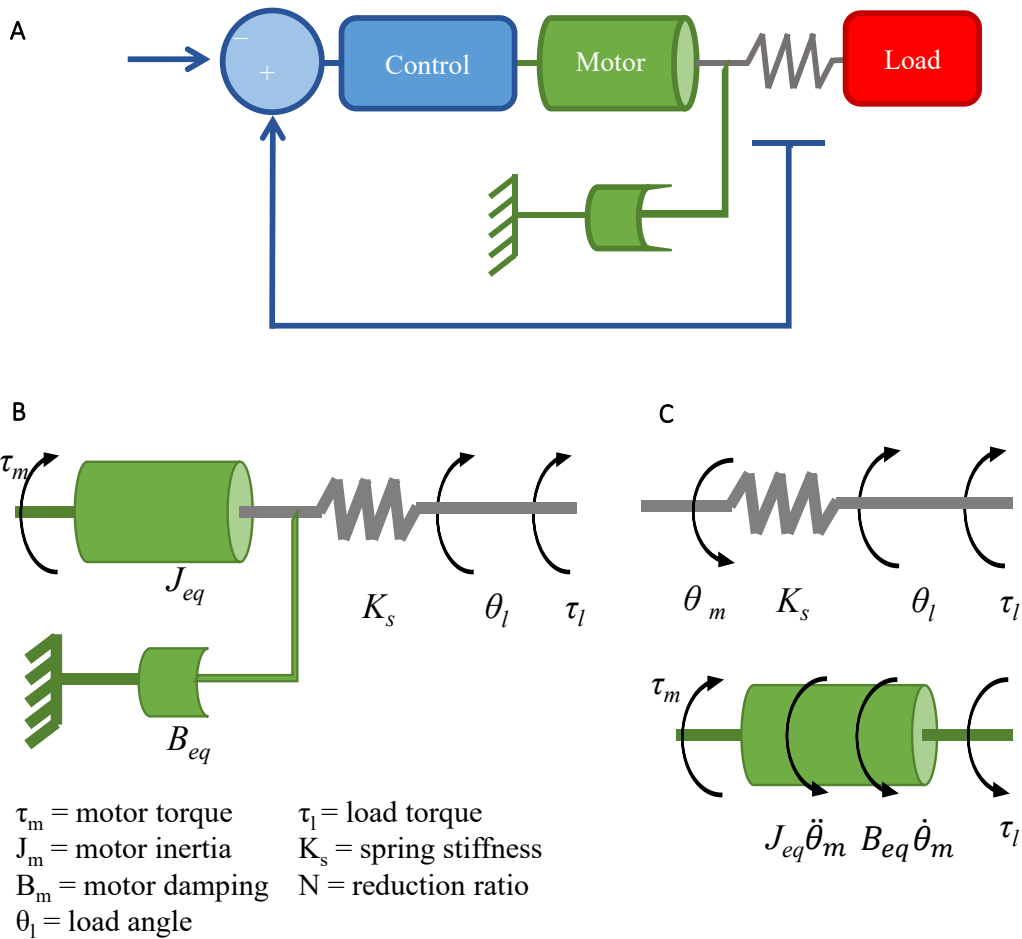 A
−
+
Control
Motor
Load
B
C
τm
Jeq
Ks
θl
τl
Beq
θm
Ks
θl
τl
τm
Jeqθ̈m Beqθ̇m
τl
τm = motor torque
Jm = motor inertia
Bm = motor damping
θl = load angle
τl = load torque
Ks = spring stiffness
N = reduction ratio